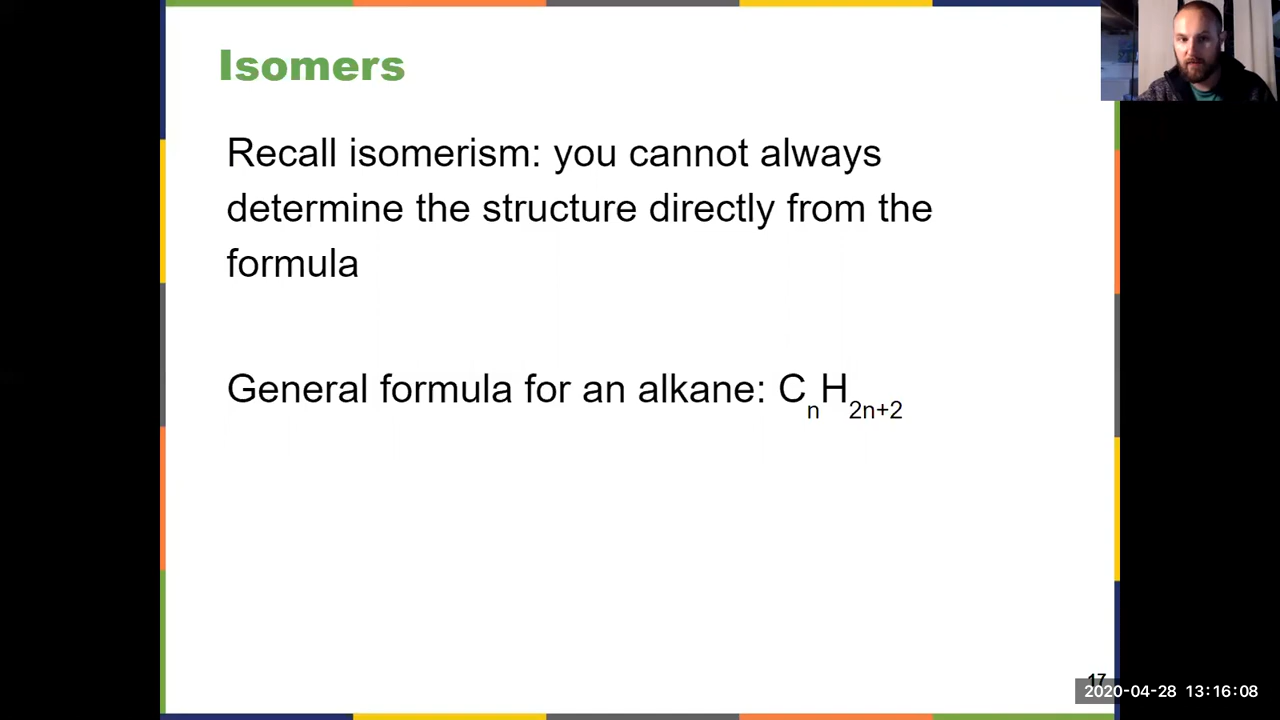 Isomers
Recall isomerism: you cannot always
determine the structure directly from the
formula
General formula for an alkane: CnH2n+2
17
2020-04-28 13:16:08